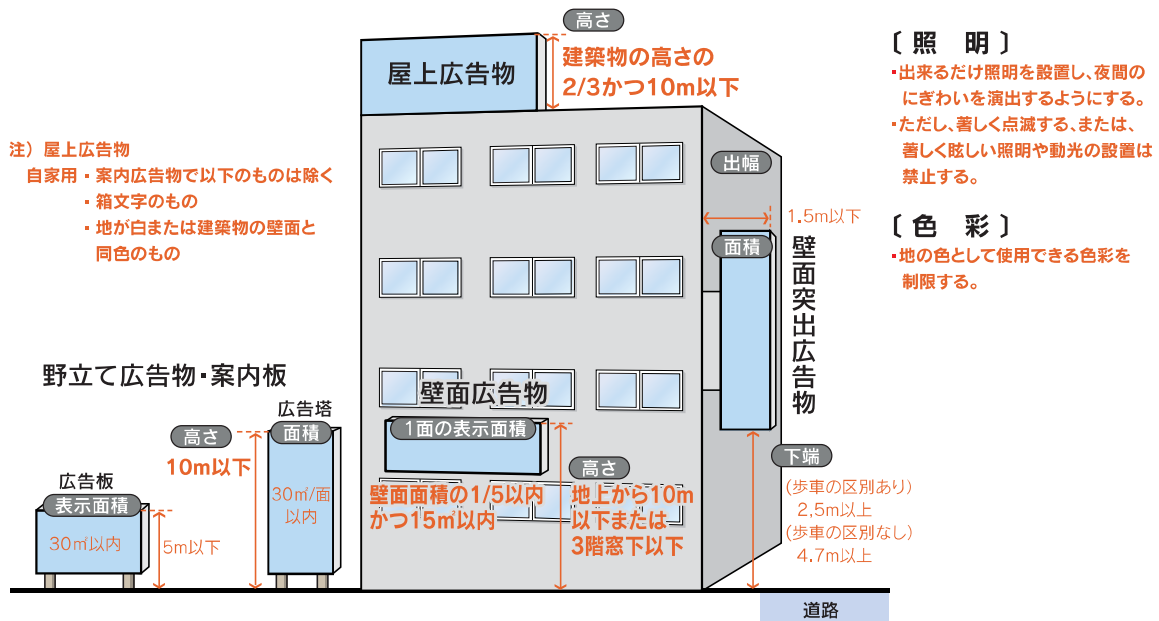 高さ
建築物の高さの
2/3かつ10m以下
屋上広告物
注）屋上広告物
自家用・案内広告物で以下のものは除く
・箱文字のもの
・地が白または建築物の壁面と
同色のもの
出幅
1.5m以下
面積
壁面突出広告物
下端
(歩車の区別あり)
2.5m以上
(歩車の区別なし)
4.7m以上
道路
壁面広告物
1面の表示面積
壁面面積の1/5以内
かつ15㎡以内
高さ
地上から10m
以下または
3階窓下以下
野立て広告物・案内板
広告塔
面積
高さ
10m以下
30㎡/面
以内
広告板
表示面積
30㎡以内
5m以下
〔照　明〕
・出来るだけ照明を設置し、夜間の
にぎわいを演出するようにする。
・ただし、著しく点滅する、または、
著しく眩しい照明や動光の設置は
禁止する。
〔色　彩〕
・地の色として使用できる色彩を
制限する。